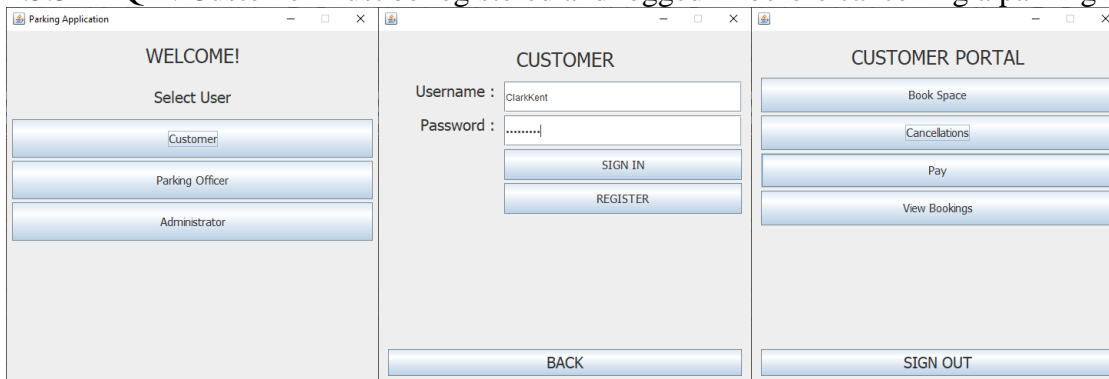 Parking Application
WELCOME!
Select User
Customer
Parking Officer
Administrator
CUSTOMER
Username :
ClarkKent
Password :
.........
SIGN IN
REGISTER
BACK
CUSTOMER PORTAL
Book Space
Cancellations
Pay
View Bookings
SIGN OUT